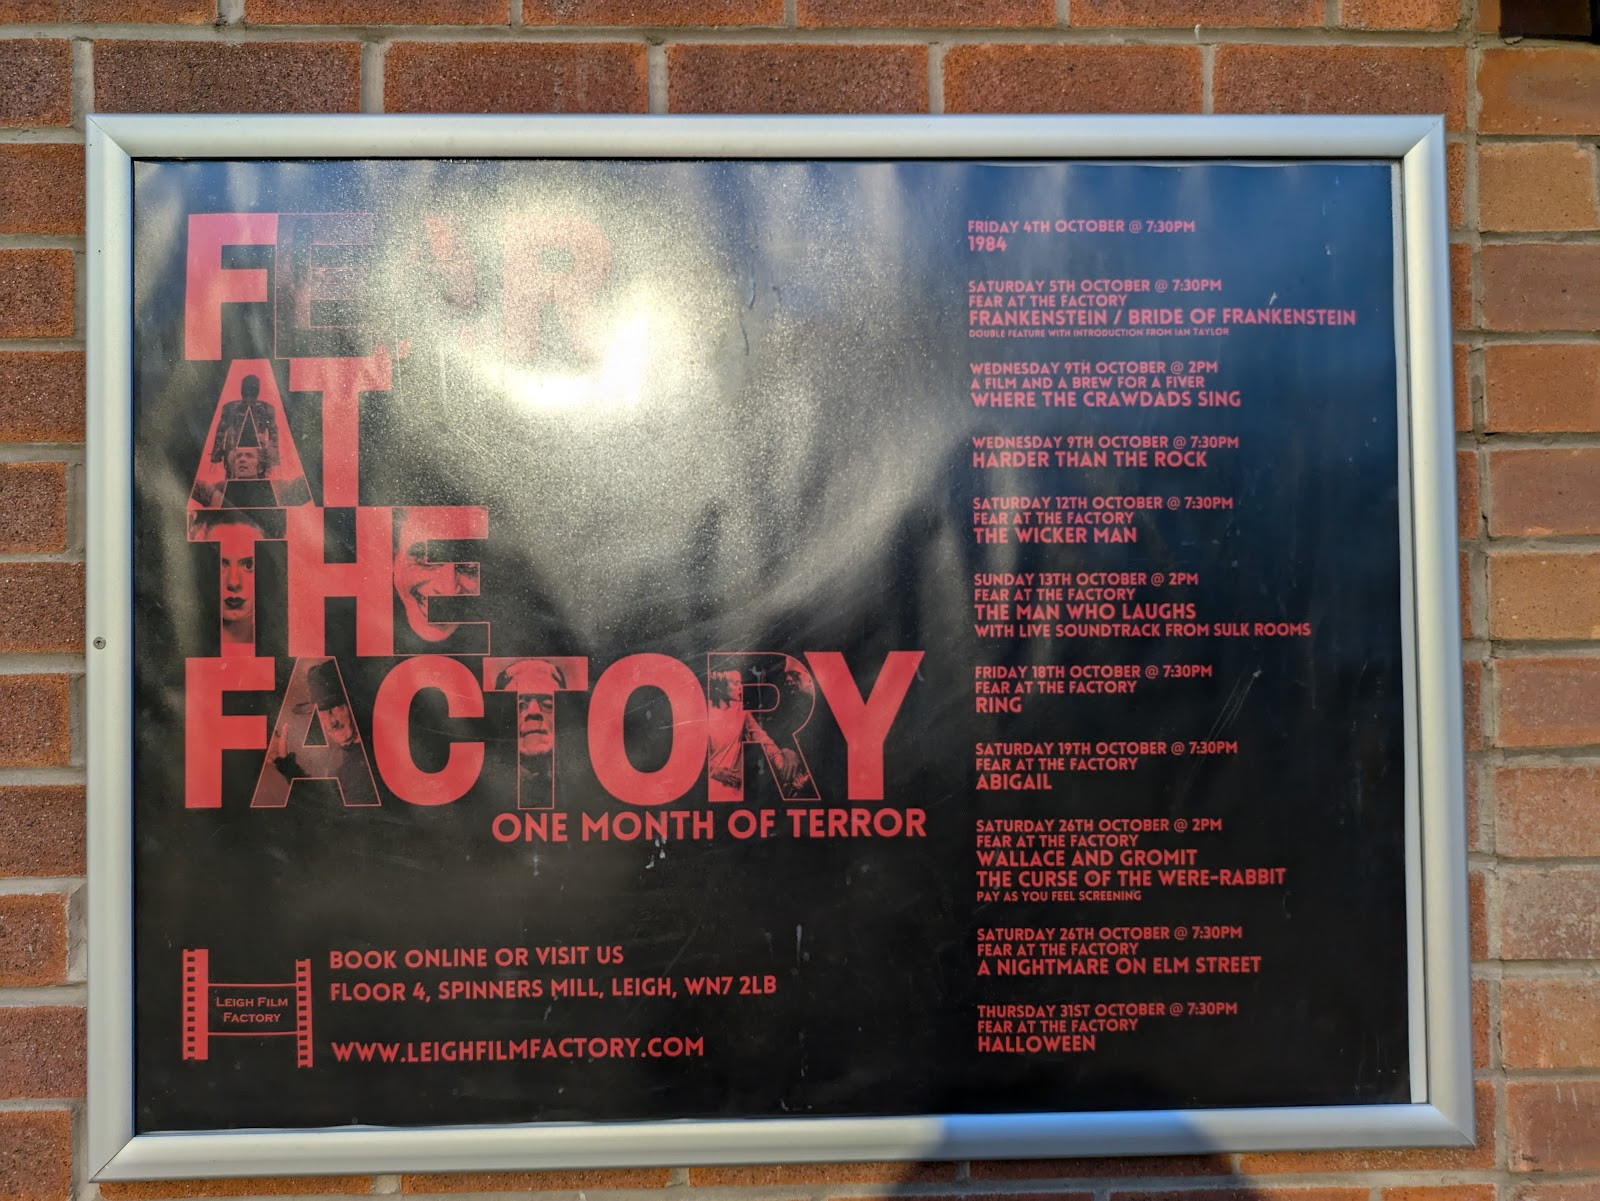 FEAR
AT
THE
FACTORY
ONE MONTH OF TERROR
LEIGH FILM
FACTORY
BOOK ONLINE OR VISIT US
FLOOR 4, SPINNERS MILL, LEIGH, WN7 2LB
WWW.LEIGHFILMFACTORY.COM
FRIDAY 4TH OCTOBER @ 7:30PM
1984
SATURDAY 5TH OCTOBER @ 7:30PM
FEAR AT THE FACTORY
FRANKENSTEIN / BRIDE OF FRANKENSTEIN
DOUBLE FEATURE WITH INTRODUCTION FROM IAN TAYLOR
WEDNESDAY 9TH OCTOBER @ 2PM
A FILM AND A BREW FOR A FIVER
WHERE THE CRAWDADS SING
WEDNESDAY 9TH OCTOBER @ 7:30PM
HARDER THAN THE ROCK
SATURDAY 12TH OCTOBER @ 7:30PM
FEAR AT THE FACTORY
THE WICKER MAN
SUNDAY 13TH OCTOBER @ 2PM
FEAR AT THE FACTORY
THE MAN WHO LAUGHS
WITH LIVE SOUNDTRACK FROM SULK ROOMS
FRIDAY 18TH OCTOBER @ 7:30PM
FEAR AT THE FACTORY
RING
SATURDAY 19TH OCTOBER @ 7:30PM
FEAR AT THE FACTORY
ABIGAIL
SATURDAY 26TH OCTOBER @ 2PM
FEAR AT THE FACTORY
WALLACE AND GROMIT
THE CURSE OF THE WERE-RABBIT
PAY AS YOU FEEL SCREENING
SATURDAY 26TH OCTOBER @ 7:30PM
FEAR AT THE FACTORY
A NIGHTMARE ON ELM STREET
THURSDAY 31ST OCTOBER @ 7:30PM
FEAR AT THE FACTORY
HALLOWEEN